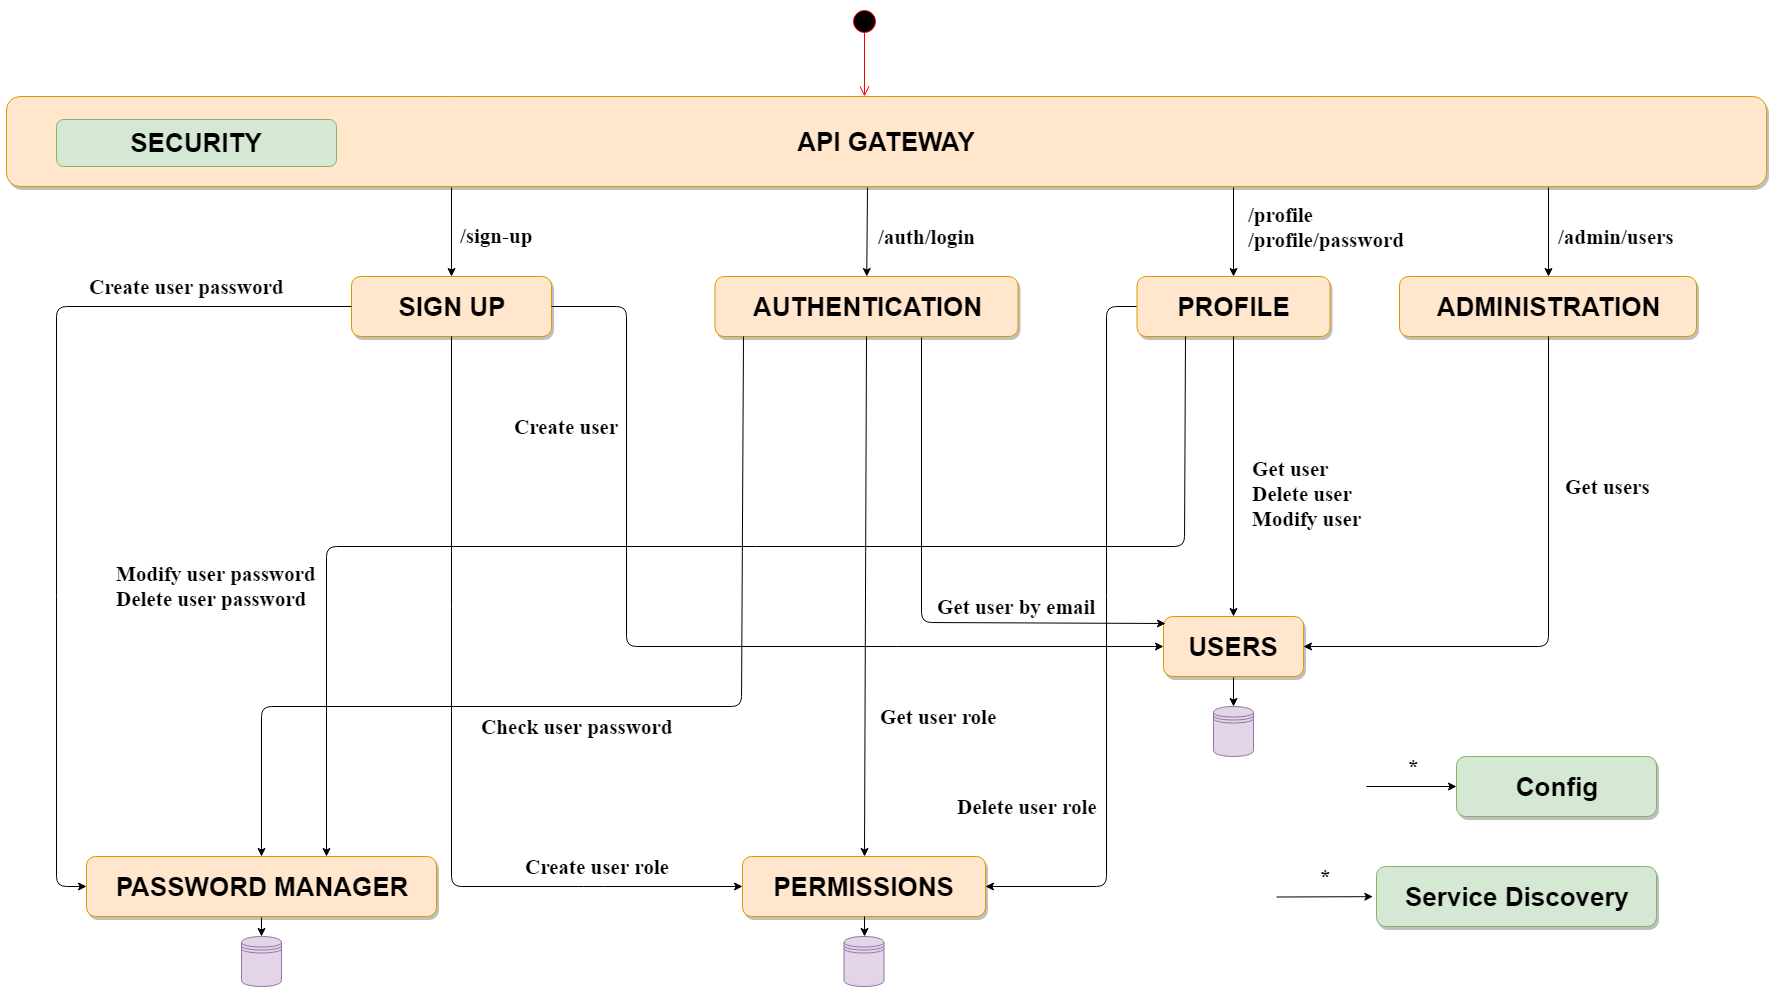 SECURITY
API GATEWAY
/sign-up
/auth/login
/profile
/profile/password
/admin/users
Create user password
SIGN UP
AUTHENTICATION
PROFILE
ADMINISTRATION
Create user
Get user
Delete user
Modify user
Get users
Modify user password
Delete user password
Get user by email
USERS
Check user password
Get user role
*
Config
Delete user role
Create user role
PASSWORD MANAGER
PERMISSIONS
*
Service Discovery